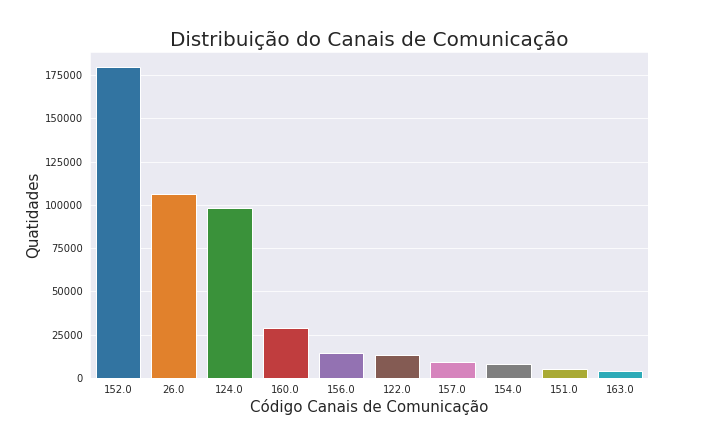 Distribuição do Canais de Comunicação
175000
150000
125000
100000
75000
50000
25000
0
Quatidades
152.0 26.0 124.0 160.0 156.0 122.0 157.0 154.0 151.0 163.0
Código Canais de Comunicação